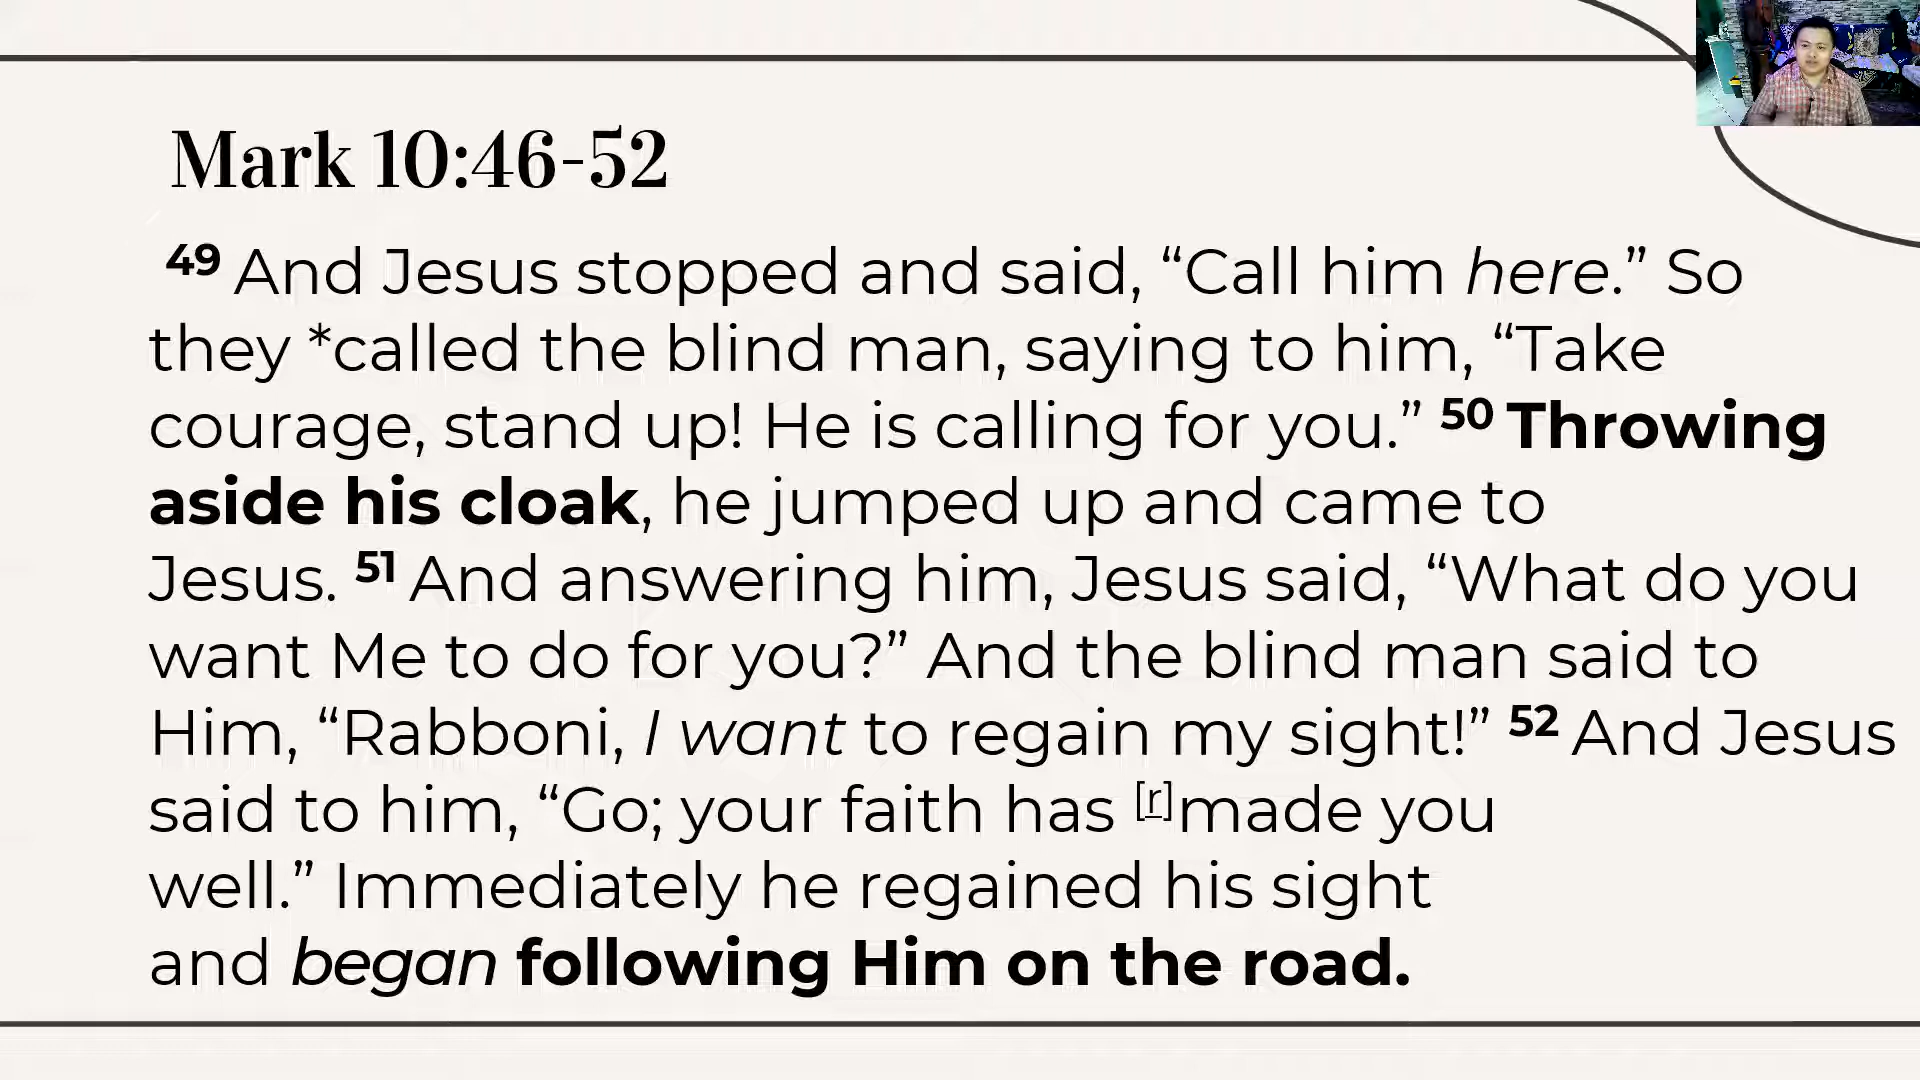 Mark 10:46-52
49 And Jesus stopped and said, “Call him here.” So
they *called the blind man, saying to him, “Take
courage, stand up! He is calling for you.” 50 Throwing
aside his cloak, he jumped up and came to
Jesus. 51 And answering him, Jesus said, “What do you
want Me to do for you?” And the blind man said to
Him, “Rabboni, I want to regain my sight!” 52 And Jesus
said to him, “Go; your faith has [r]made you
well.” Immediately he regained his sight
and began following Him on the road.